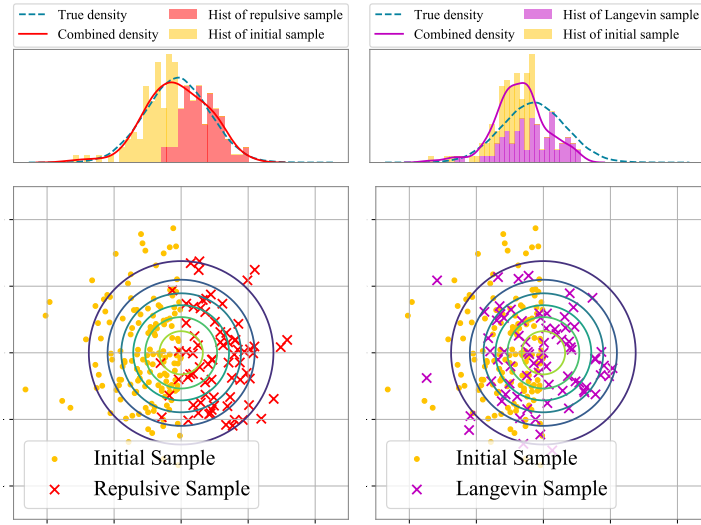 True density
Hist of repulsive sample
Combined density
Hist of initial sample
True density
Hist of Langevin sample
Combined density
Hist of initial sample
Initial Sample
Repulsive Sample
Initial Sample
Langevin Sample